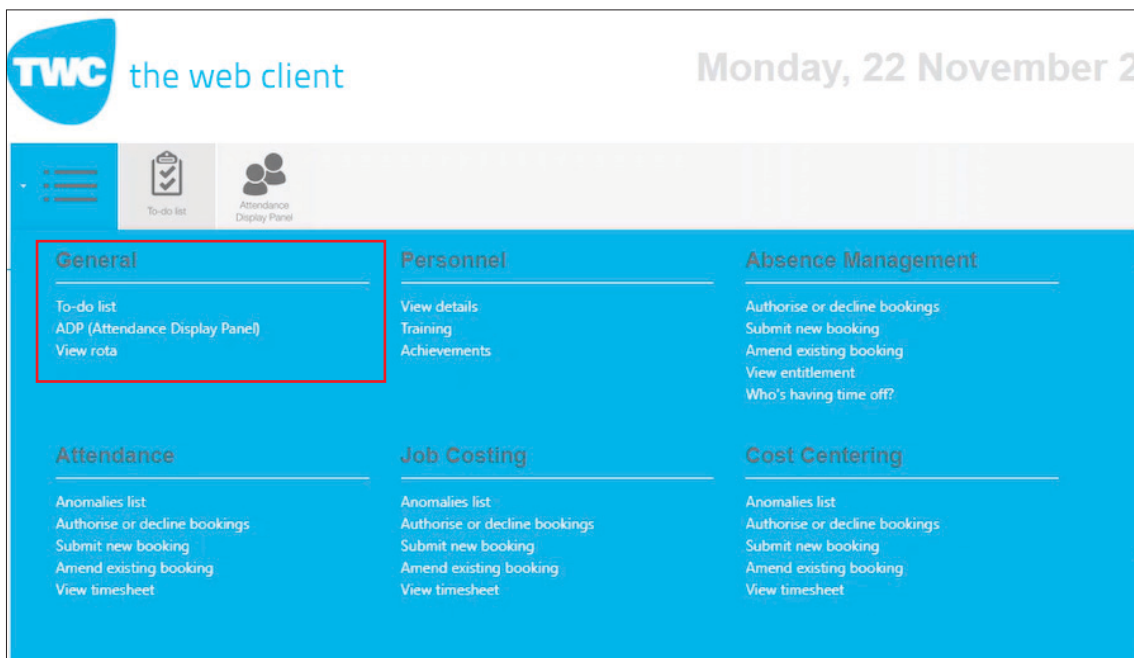 TWC the web client
Monday, 22 November 2
To-do list
Attendance
Display Panel
General
To-do list
ADP (Attendance Display Panel)
View rota
Personnel
View details
Training
Achievements
Absence Management
Authorise or decline bookings
Submit new booking
Amend existing booking
View entitlement
Who's having time off?
Attendance
Anomalies list
Authorise or decline bookings
Submit new booking
Amend existing booking
View timesheet
Job Costing
Anomalies list
Authorise or decline bookings
Submit new booking
Amend existing booking
View timesheet
Cost Centering
Anomalies list
Authorise or decline bookings
Submit new booking
Amend existing booking
View timesheet